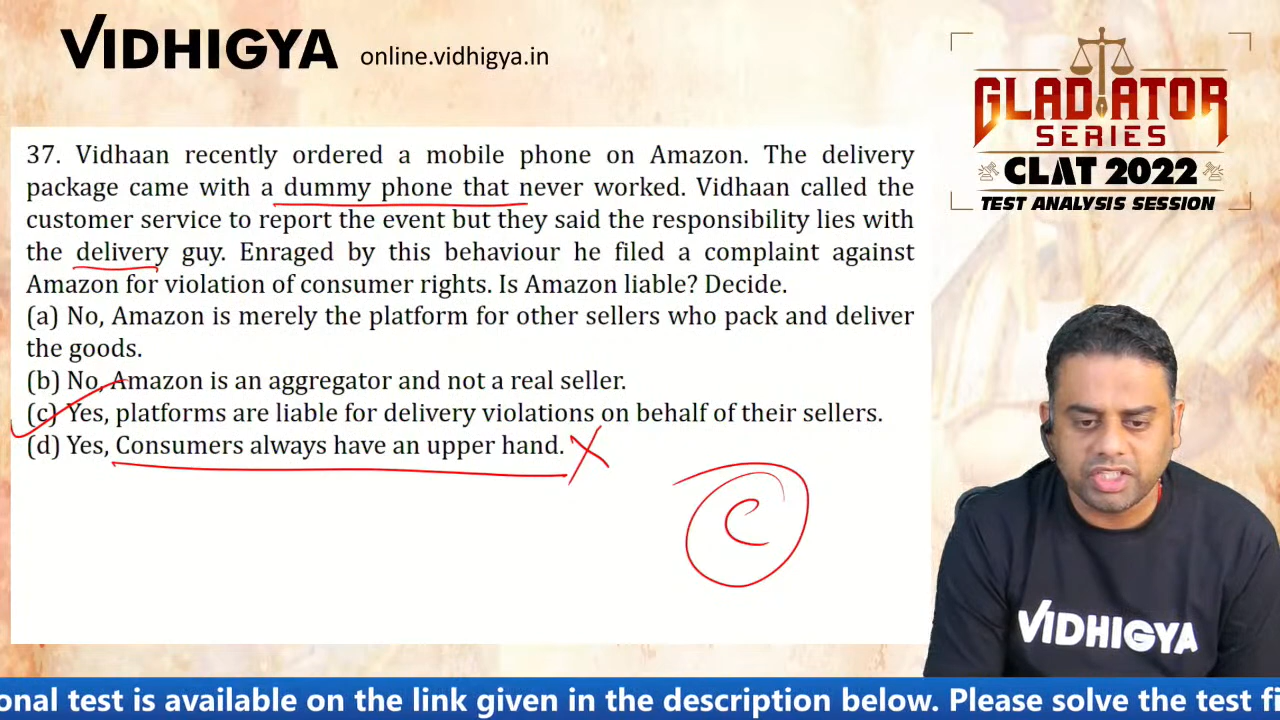 VIDHIGYA online.vidhigya.in
GLADIATOR
SERIES
CLAT 2022
TEST ANALYSIS SESSION
37. Vidhaan recently ordered a mobile phone on Amazon. The delivery
package came with a dummy phone that never worked. Vidhaan called the
customer service to report the event but they said the responsibility lies with
the delivery guy. Enraged by this behaviour he filed a complaint against
Amazon for violation of consumer rights. Is Amazon liable? Decide.
(a) No, Amazon is merely the platform for other sellers who pack and deliver
the goods.
(b) No, Amazon is an aggregator and not a real seller.
(c) Yes, platforms are liable for delivery violations on behalf of their sellers.
(d) Yes, Consumers always have an upper hand.
C
VIDHIGYA
onal test is available on the link given in the description below. Please solve the test fi